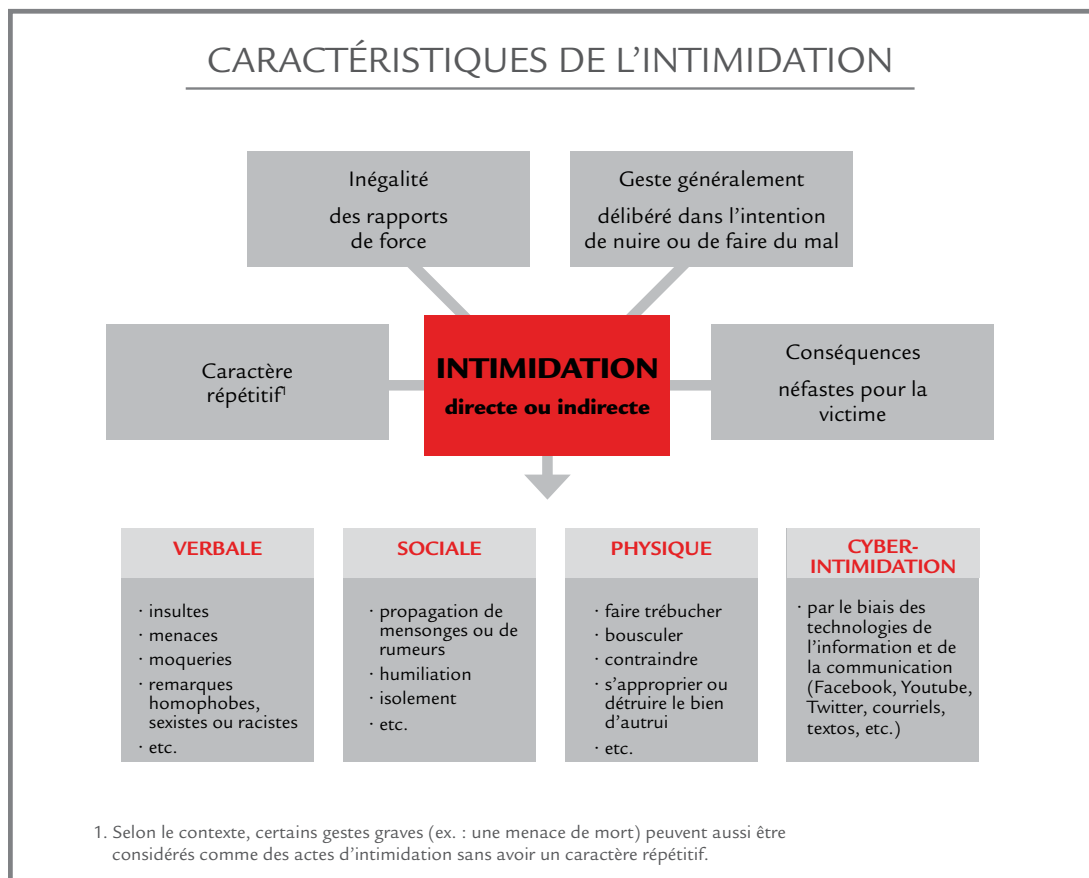 CARACTÉRISTIQUES DE L'INTIMIDATION
Inégalité
des rapports
de force
Geste généralement
délibéré dans l'intention
de nuire ou de faire du mal
Caractère
répétitif¹
INTIMIDATION
directe ou indirecte
Conséquences
néfastes pour la
victime
VERBALE
· insultes
· menaces
· moqueries
· remarques
homophobes,
sexistes ou racistes
· etc.
SOCIALE
· propagation de
mensonges ou de
rumeurs
· humiliation
· isolement
· etc.
PHYSIQUE
· faire trébucher
· bousculer
· contraindre
· s'approprier ou
détruire le bien
d'autrui
· etc.
CYBER-
INTIMIDATION
· par le biais des
technologies de
l'information et de
la communication
(Facebook, Youtube,
Twitter, courriels,
textos, etc.)
1. Selon le contexte, certains gestes graves (ex. : une menace de mort) peuvent aussi être
considérés comme des actes d'intimidation sans avoir un caractère répétitif.